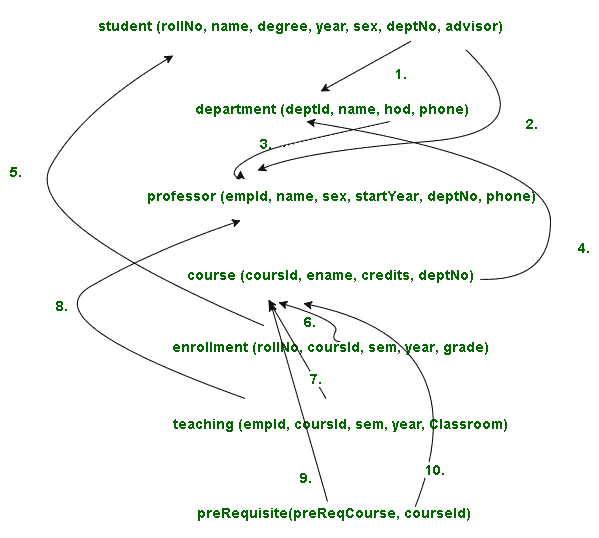 student (rollNo, name, degree, year, sex, deptNo, advisor)
1.
department (deptId, name, hod, phone)
2.
3.
5.
professor (empId, name, sex, startYear, deptNo, phone)
4.
course (coursId, ename, credits, deptNo)
8.
6.
enrollment (rollNo, coursId, sem, year, grade)
7.
teaching (empId, coursId, sem, year, Classroom)
9.
10.
preRequisite(preReqCourse, courseId)